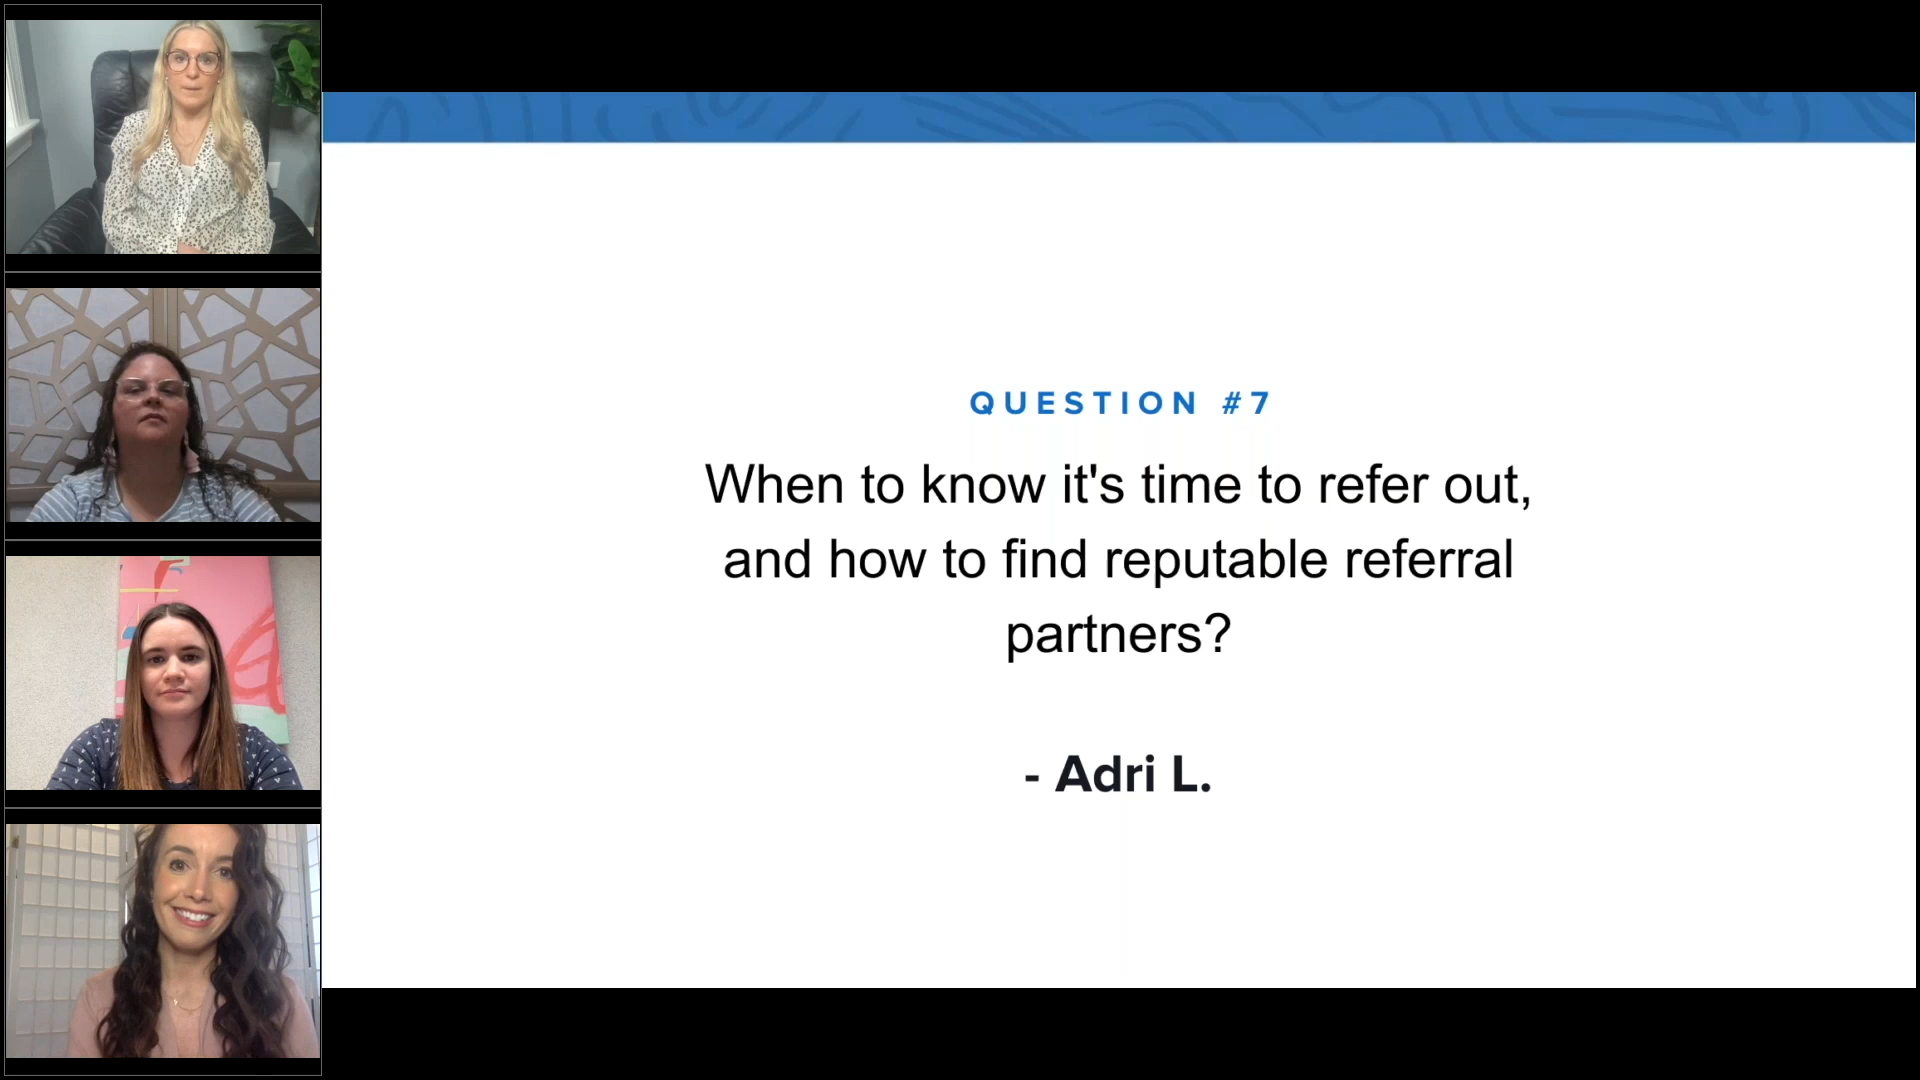 QUESTION #7
When to know it's time to refer out,
and how to find reputable referral
partners?
- Adri L.